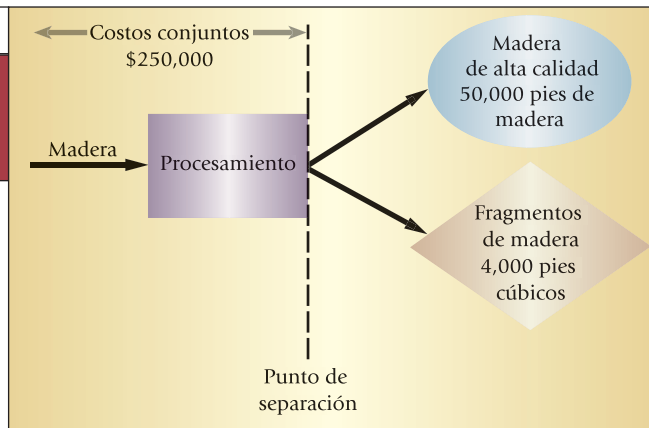 Costos conjuntos
$250,000
Madera
Procesamiento
Madera
de alta calidad
50,000 pies de
madera
Fragmentos
de madera
4,000 pies
cúbicos
Punto de
separación